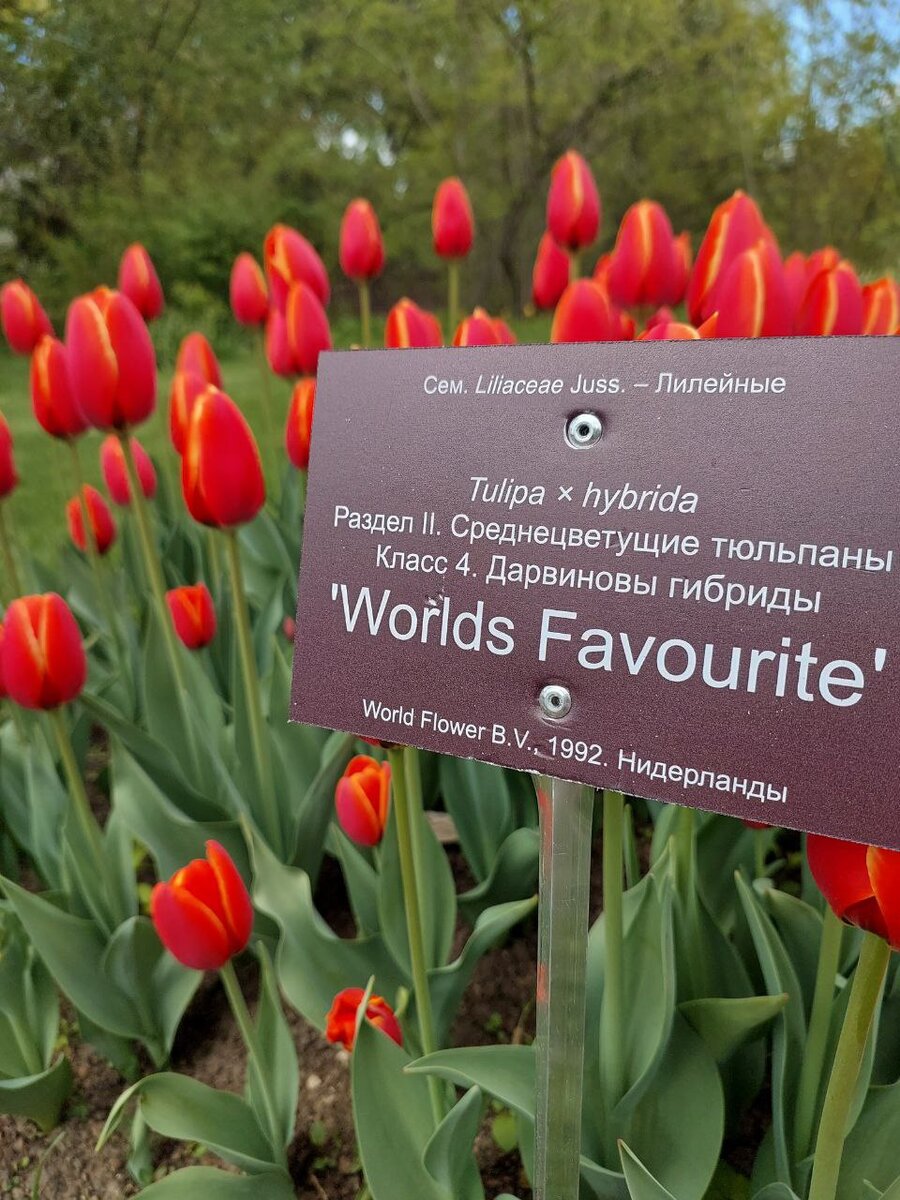 Сем. Liliaceae Juss. – Лилейные
Tulipa × hybrida
Раздел II. Среднецветущие тюльпаны
Класс 4. Дарвиновы гибриды
'Worlds Favourite'
World Flower B.V., 1992. Нидерланды